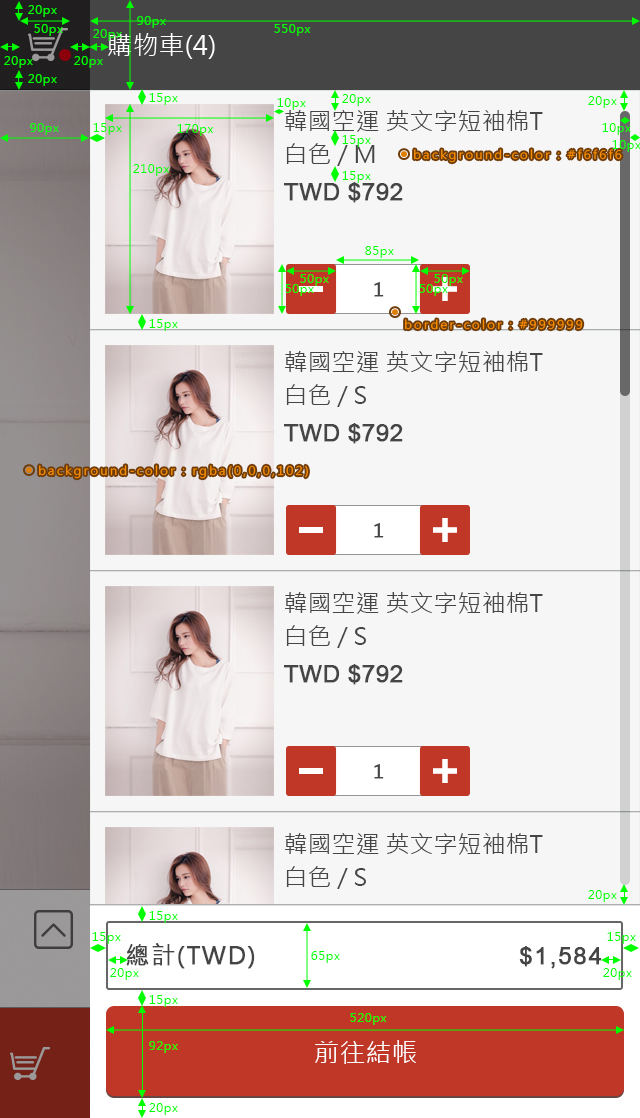 20px
90px
50px
550px
20px
購物車(4)
20px
20px
20px
15px
20px
20px
10px
韓國空運 英文字短袖棉T
90px
15px
170px
10px
15px
10px
白色 / M
background-color : #f6f6f6
210px
15px
TWD $792
85px
50px
50px
50px
50px
1
15px
border-color : #999999
韓國空運 英文字短袖棉T
白色 / S
TWD $792
background-color : rgba(0,0,0,102)
1
韓國空運 英文字短袖棉T
白色 / S
TWD $792
1
韓國空運 英文字短袖棉T
白色 / S
20px
15px
15px
15px
總計(TWD)
65px
$1,584
20px
20px
15px
520px
92px
前往結帳
20px